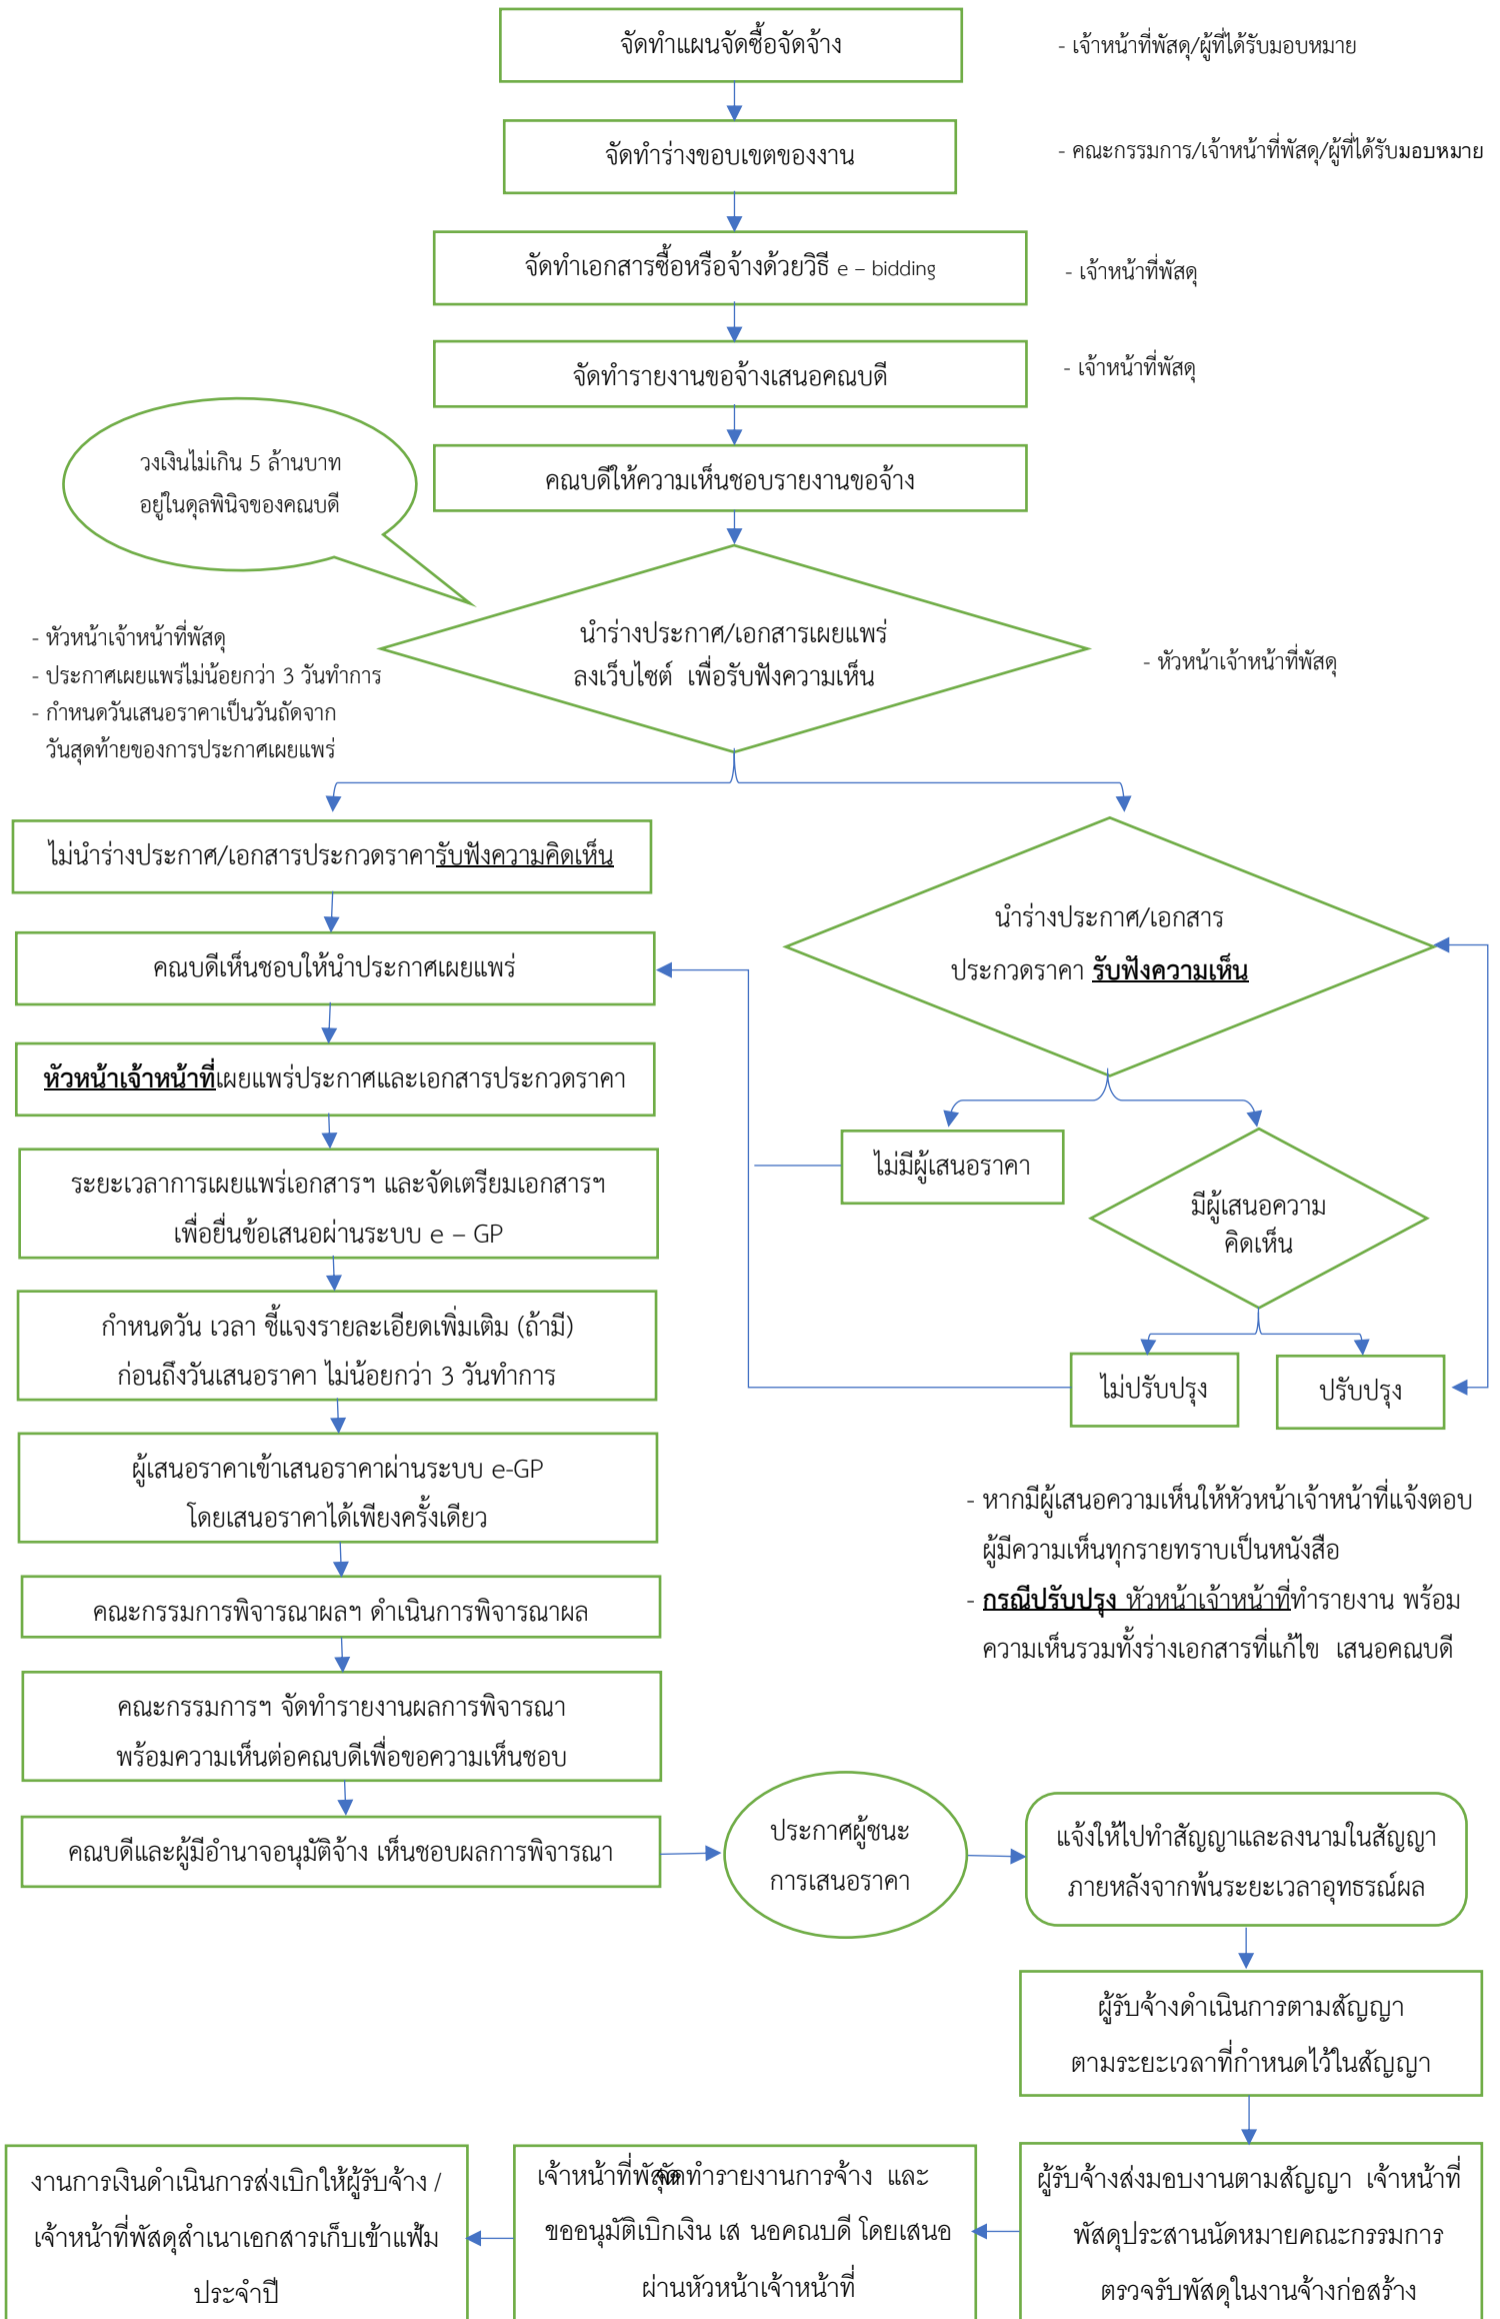 จัดทำแผนจัดซื้อจัดจ้าง
- เจ้าหน้าที่พัสดุ/ผู้ที่ได้รับมอบหมาย
จัดทำร่างขอบเขตของงาน
- คณะกรรมการ/เจ้าหน้าที่พัสดุ/ผู้ที่ได้รับมอบหมาย
จัดทำเอกสารซื้อหรือจ้างด้วยวิธี e – bidding
- เจ้าหน้าที่พัสดุ
จัดทำรายงานขอจ้างเสนอคณบดี
- เจ้าหน้าที่พัสดุ
คณบดีให้ความเห็นชอบรายงานขอจ้าง
วงเงินไม่เกิน 5 ล้านบาท
อยู่ในดุลพินิจของคณบดี
นำร่างประกาศ/เอกสารเผยแพร่
ลงเว็บไซต์ เพื่อรับฟังความเห็น
- หัวหน้าเจ้าหน้าที่พัสดุ
- ประกาศเผยแพร่ไม่น้อยกว่า 3 วันทำการ
- กำหนดวันเสนอราคาเป็นวันถัดจาก
วันสุดท้ายของการประกาศเผยแพร่
- หัวหน้าเจ้าหน้าที่พัสดุ
ไม่นำร่างประกาศ/เอกสารประกวดราคารับฟังความคิดเห็น
คณบดีเห็นชอบให้นำประกาศเผยแพร่
หัวหน้าเจ้าหน้าที่เผยแพร่ประกาศและเอกสารประกวดราคา
ระยะเวลาการเผยแพร่เอกสารฯ และจัดเตรียมเอกสารฯ
เพื่อยื่นข้อเสนอผ่านระบบ e – GP
กำหนดวัน เวลา ชี้แจงรายละเอียดเพิ่มเติม (ถ้ามี)
ก่อนถึงวันเสนอราคา ไม่น้อยกว่า 3 วันทำการ
ผู้เสนอราคาเข้าเสนอราคาผ่านระบบ e-GP
โดยเสนอราคาได้เพียงครั้งเดียว
คณะกรรมการพิจารณาผลฯ ดำเนินการพิจารณาผล
คณะกรรมการฯ จัดทำรายงานผลการพิจารณา
พร้อมความเห็นต่อคณบดีเพื่อขอความเห็นชอบ
คณบดีและผู้มีอำนาจอนุมัติจ้าง เห็นชอบผลการพิจารณา
นำร่างประกาศ/เอกสาร
ประกวดราคา รับฟังความเห็น
ไม่มีผู้เสนอราคา
มีผู้เสนอความ
คิดเห็น
ไม่ปรับปรุง
ปรับปรุง
- หากมีผู้เสนอความเห็นให้หัวหน้าเจ้าหน้าที่แจ้งตอบ
ผู้มีความเห็นทุกรายทราบเป็นหนังสือ
- กรณีปรับปรุง หัวหน้าเจ้าหน้าที่ทำรายงาน พร้อม
ความเห็นรวมทั้งร่างเอกสารที่แก้ไข เสนอคณบดี
ประกาศผู้ชนะ
การเสนอราคา
แจ้งให้ไปทำสัญญาและลงนามในสัญญา
ภายหลังจากพ้นระยะเวลาอุทธรณ์ผล
ผู้รับจ้างดำเนินการตามสัญญา
ตามระยะเวลาที่กำหนดไว้ในสัญญา
ผู้รับจ้างส่งมอบงานตามสัญญา เจ้าหน้าที่
พัสดุประสานนัดหมายคณะกรรมการ
ตรวจรับพัสดุในงานจ้างก่อสร้าง
เจ้าหน้าที่พัสดุจัดทำรายงานการจ้าง และ
ขออนุมัติเบิกเงิน เส นอคณบดี โดยเสนอ
ผ่านหัวหน้าเจ้าหน้าที่
งานการเงินดำเนินการส่งเบิกให้ผู้รับจ้าง /
เจ้าหน้าที่พัสดุสำเนาเอกสารเก็บเข้าแฟ้ม
ประจำปี